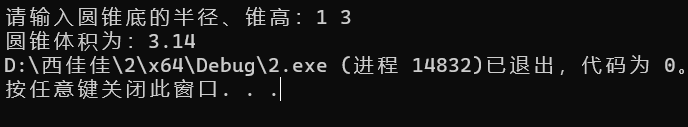 请输入圆锥底的半径、锥高：1 3
圆锥体积为：3.14
D:\西佳佳\2\x64\Debug\2.exe (进程 14832)已退出，代码为 0。
按任意键关闭此窗口. . .